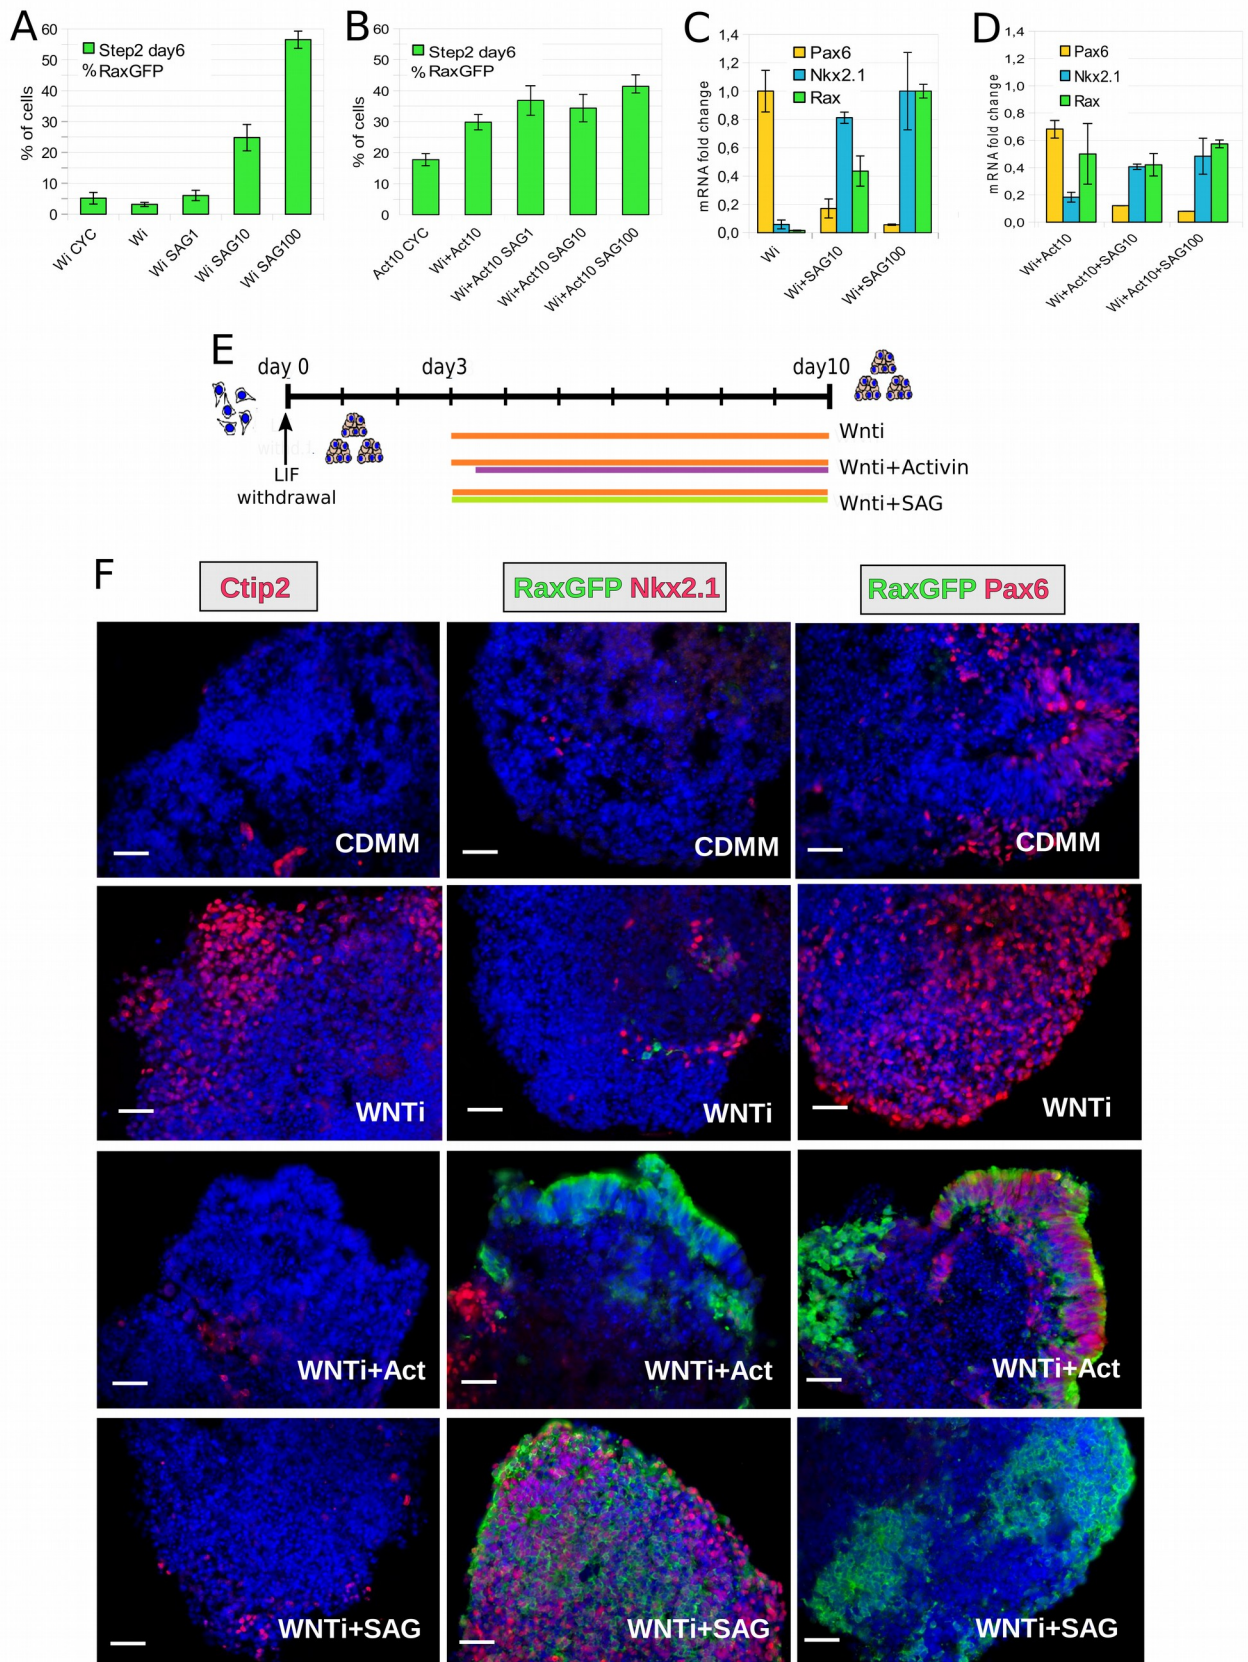 A
60
50
40
30
20
10
0
% of cells
Step2 day6
% RaxGFP
Wi CYC
Wi
Wi SAG1
Wi SAG10
Wi SAG100
B
60
50
40
30
20
10
0
% of cells
Step2 day6
% RaxGFP
Act10 CYC
Wi+Act10
Wi+Act10 SAG1
Wi+Act10 SAG10
Wi+Act10 SAG100
C
1,4
1,2
1,0
0,8
0,6
0,4
0,2
0,0
mRNA fold change
Pax6
Nkx2.1
Rax
Wi
Wi+SAG10
Wi+SAG100
D
1,4
1,2
1,0
0,8
0,6
0,4
0,2
0,0
mRNA fold change
Pax6
Nkx2.1
Rax
Wi+Act10
Wi+Act10+SAG10
Wi+Act10+SAG100
E
day 0
day3
day10
LIF
withdrawal
Wnti
Wnti+Activin
Wnti+SAG
F
Ctip2
RaxGFP Nkx2.1
RaxGFP Pax6
CDMM
CDMM
CDMM
WNTi
WNTi
WNTi
WNTi+Act
WNTi+Act
WNTi+Act
WNTi+SAG
WNTi+SAG
WNTi+SAG